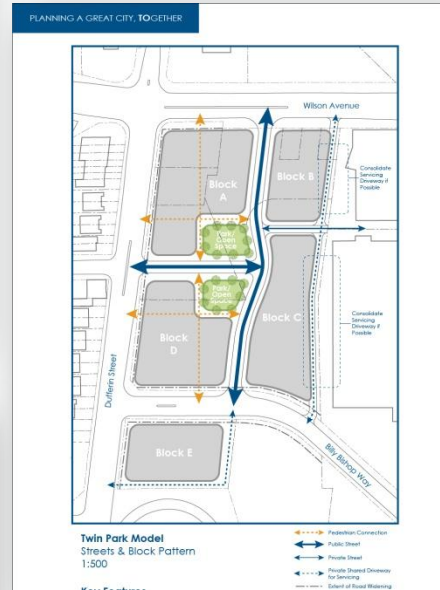 PLANNING A GREAT CITY, TOGETHER
Wilson Avenue
Block
A
Block B
Consolidate
Servicing
Driveway if
Possible
Park/
Open
Space
Park/
Open
Block C
Consolidate
Servicing
Driveway if
Possible
Block
D
Dufferin Street
Block E
Billy Bishop Way
Twin Park Model
Streets & Block Pattern
1:500
Pedestrian Connection
Public Street
Private Street
Private Shared Driveway
for Servicing
Extent of Road Widening
Key Features